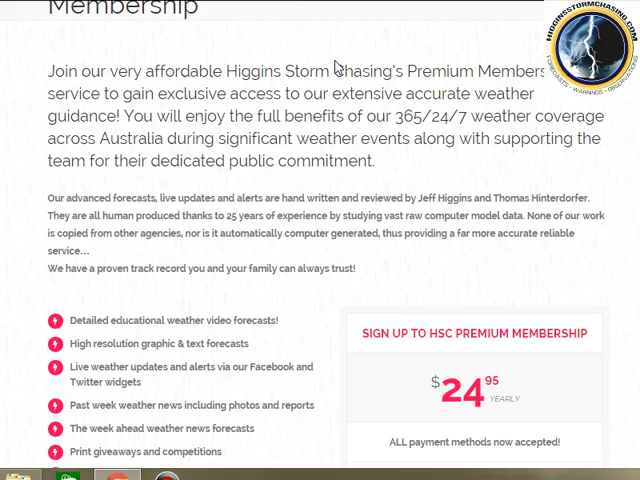 Membership
HIGGINSSTORMCHASING.COM
FORECASTS - WARNINGS - OBSERVATIONS
Join our very affordable Higgins Storm Chasing's Premium
service to gain exclusive access to our extensive accurate weather
guidance! You will enjoy the full benefits of our 365/24/7 weather coverage
across Australia during significant weather events along with supporting the
team for their dedicated public commitment.
Our advanced forecasts, live updates and alerts are hand written and reviewed by Jeff Higgins and Thomas Hinterdorfer.
They are all human produced thanks to 25 years of experience by studying vast raw computer model data. None of our work
is copied from other agencies, nor is it automatically computer generated, thus providing a far more accurate reliable
service...
We have a proven track record you and your family can always trust!
Detailed educational weather video forecasts!
High resolution graphic & text forecasts
Live weather updates and alerts via our Facebook and
Twitter widgets
Past week weather news including photos and reports
The week ahead weather news forecasts
Print giveaways and competitions
SIGN UP TO HSC PREMIUM MEMBERSHIP
$24.95
YEARLY
ALL payment methods now accepted!